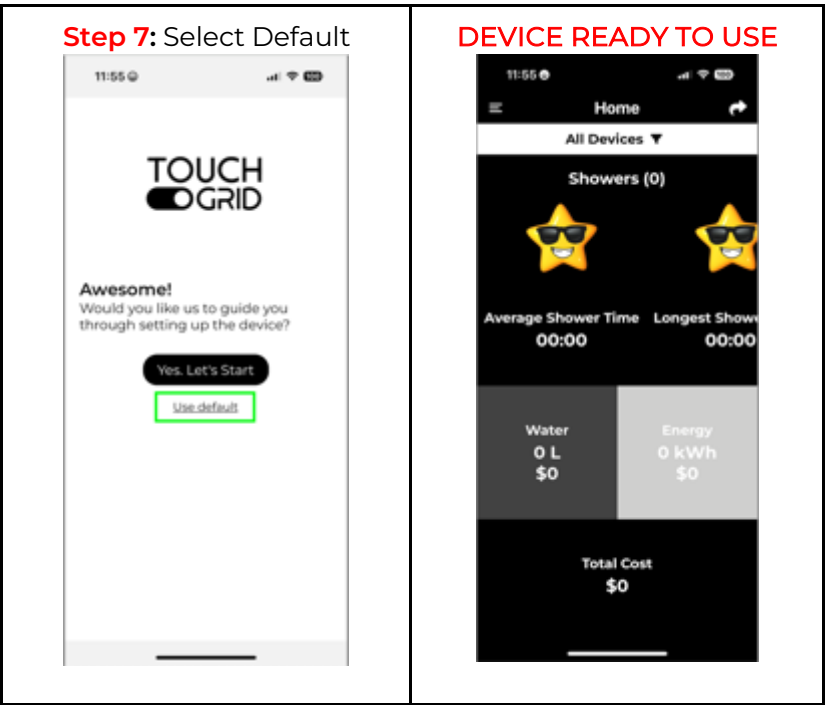 Step 7: Select Default
11:55
100
TOUCH
GRID
Awesome!
Would you like us to guide you
through setting up the device?
Yes. Let's Start
Use default
DEVICE READY TO USE
11:55
100
Home
All Devices
Showers (0)
Average Shower Time
00:00
Longest Showe
00:00
Water
0 L
$0
Energy
0 kWh
$0
Total Cost
$0